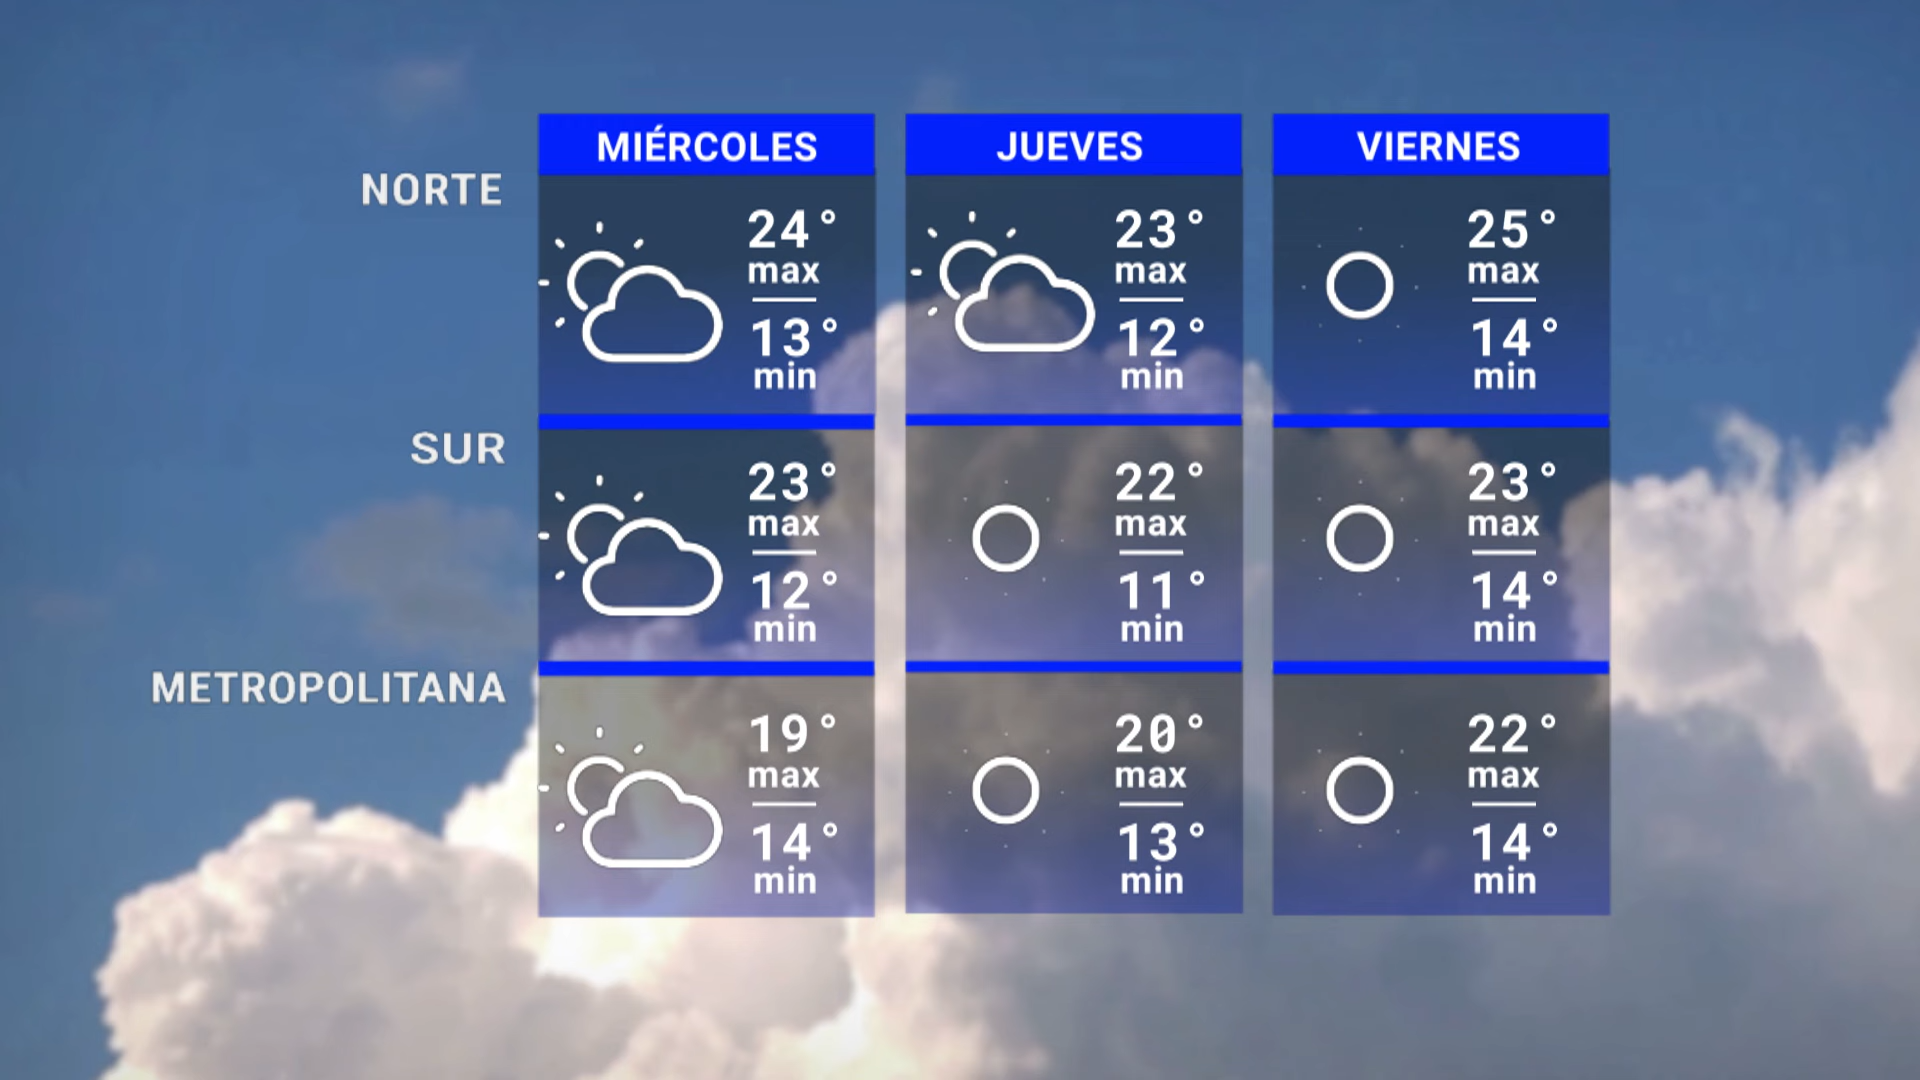 MIÉRCOLES JUEVES VIERNES
NORTE
24° 23° 25°
max max max
13° 12° 14°
min min min
SUR
23° 22° 23°
max max max
12° 11° 14°
min min min
METROPOLITANA
19° 20° 22°
max max max
14° 13° 14°
min min min